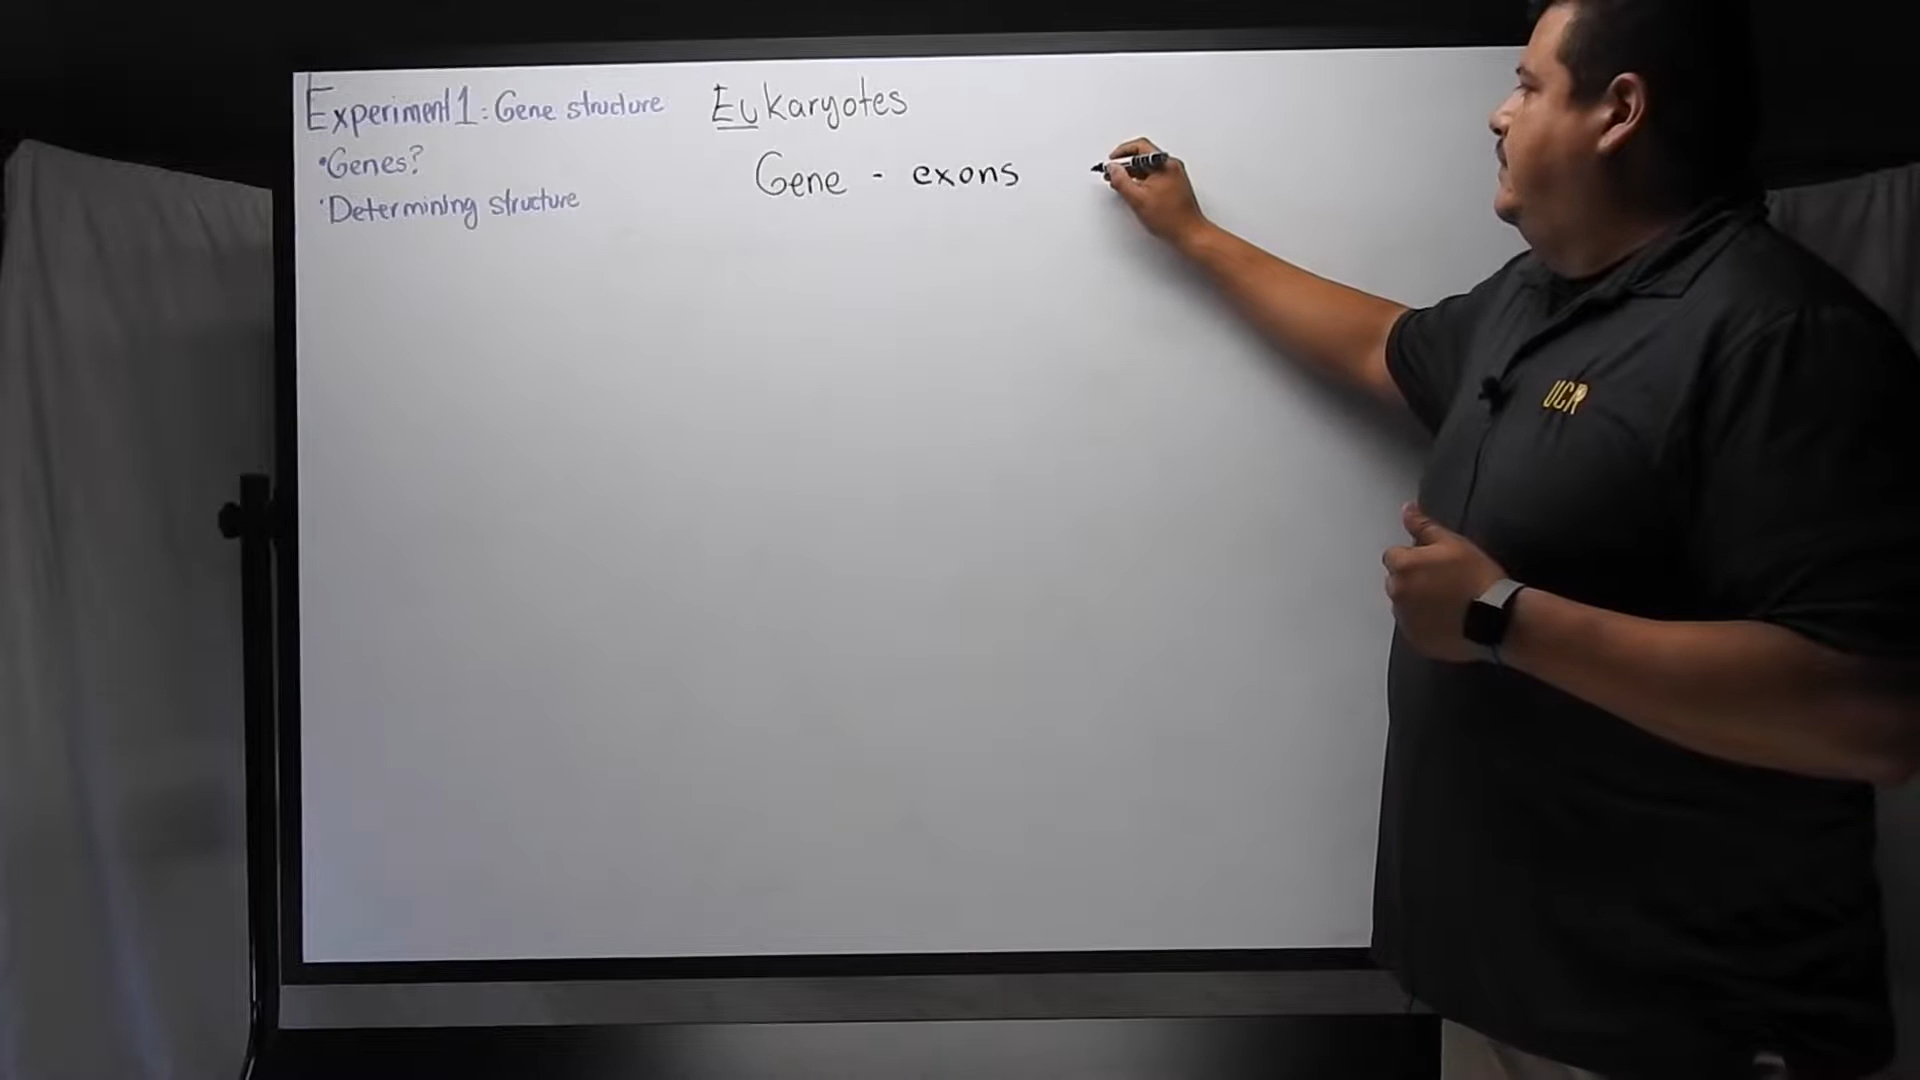 Experiment 1: Gene structure
• Genes?
• Determining structure
Eukaryotes
Gene - exons
UCR